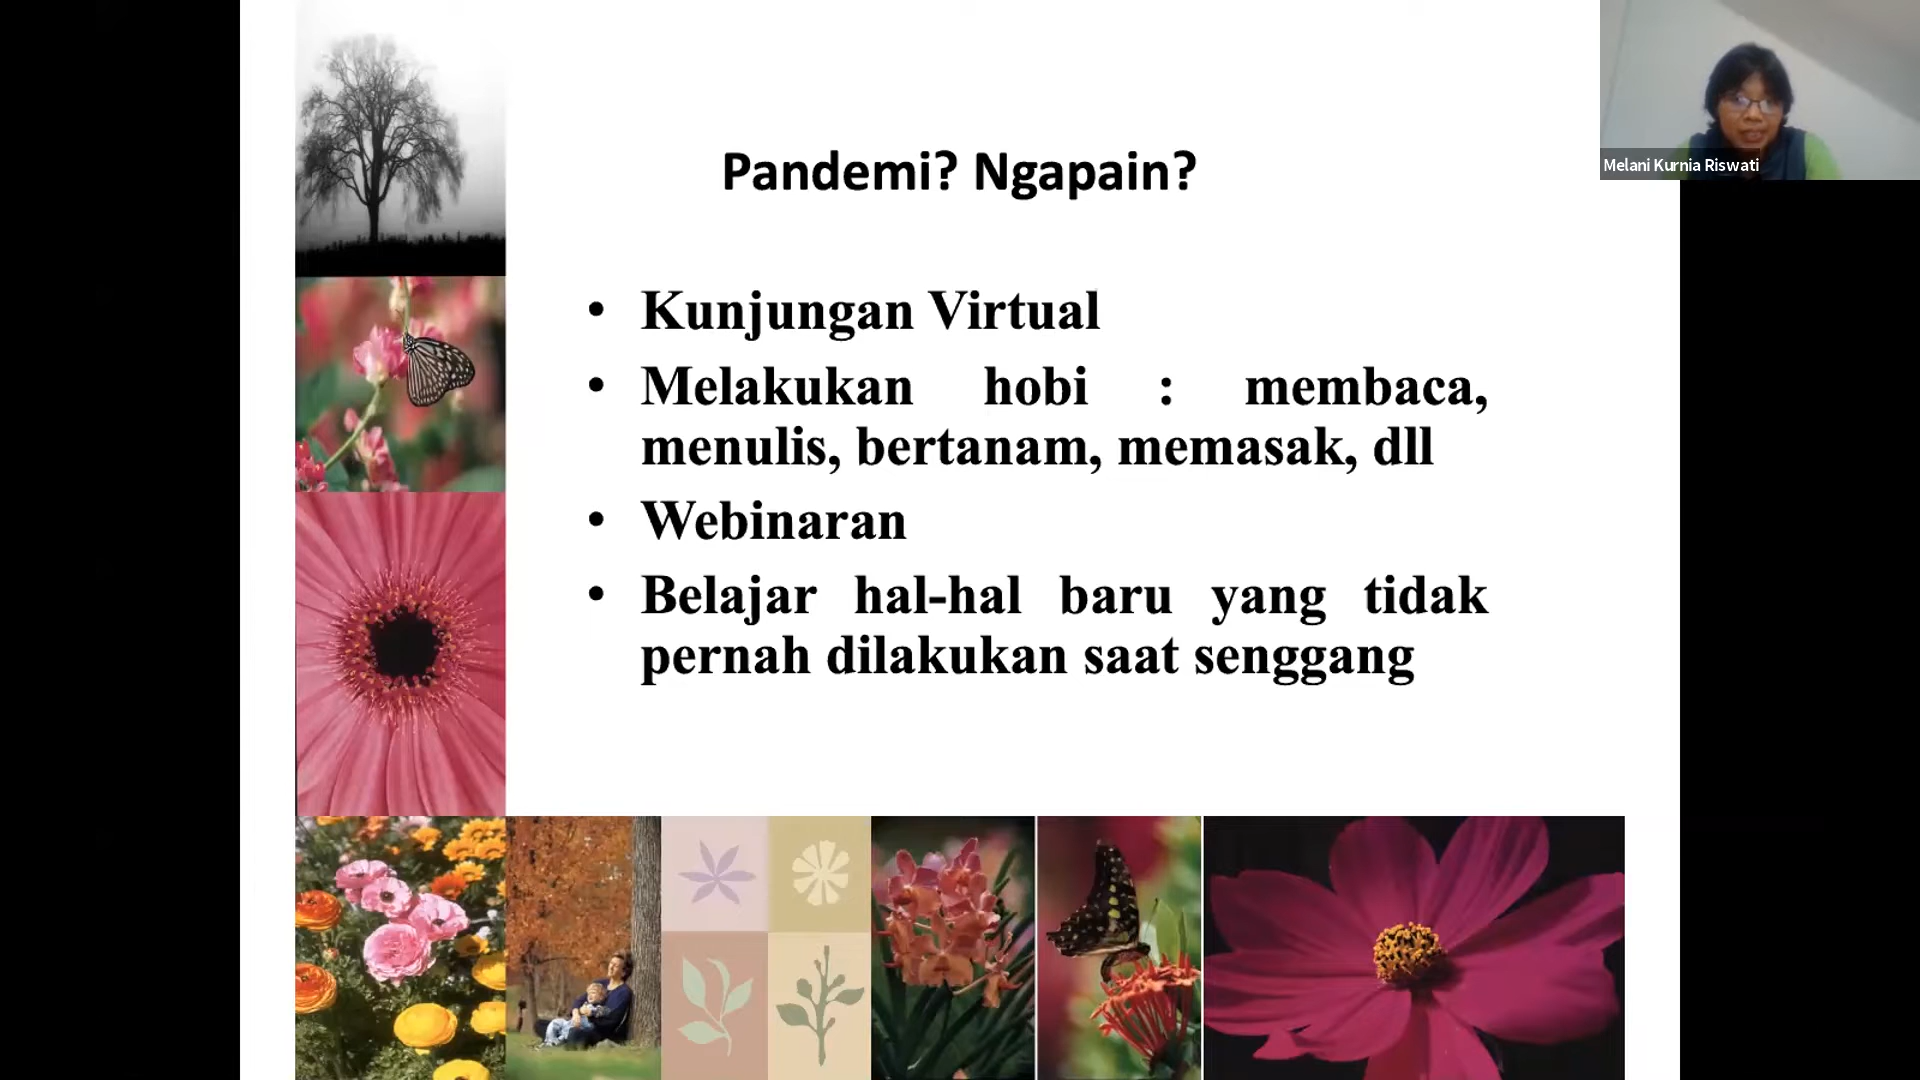 Pandemi? Ngapain?
• Kunjungan Virtual
• Melakukan hobi : membaca,
menulis, bertanam, memasak, dll
• Webinaran
• Belajar hal-hal baru yang tidak
pernah dilakukan saat senggang
Melani Kurnia Riswati